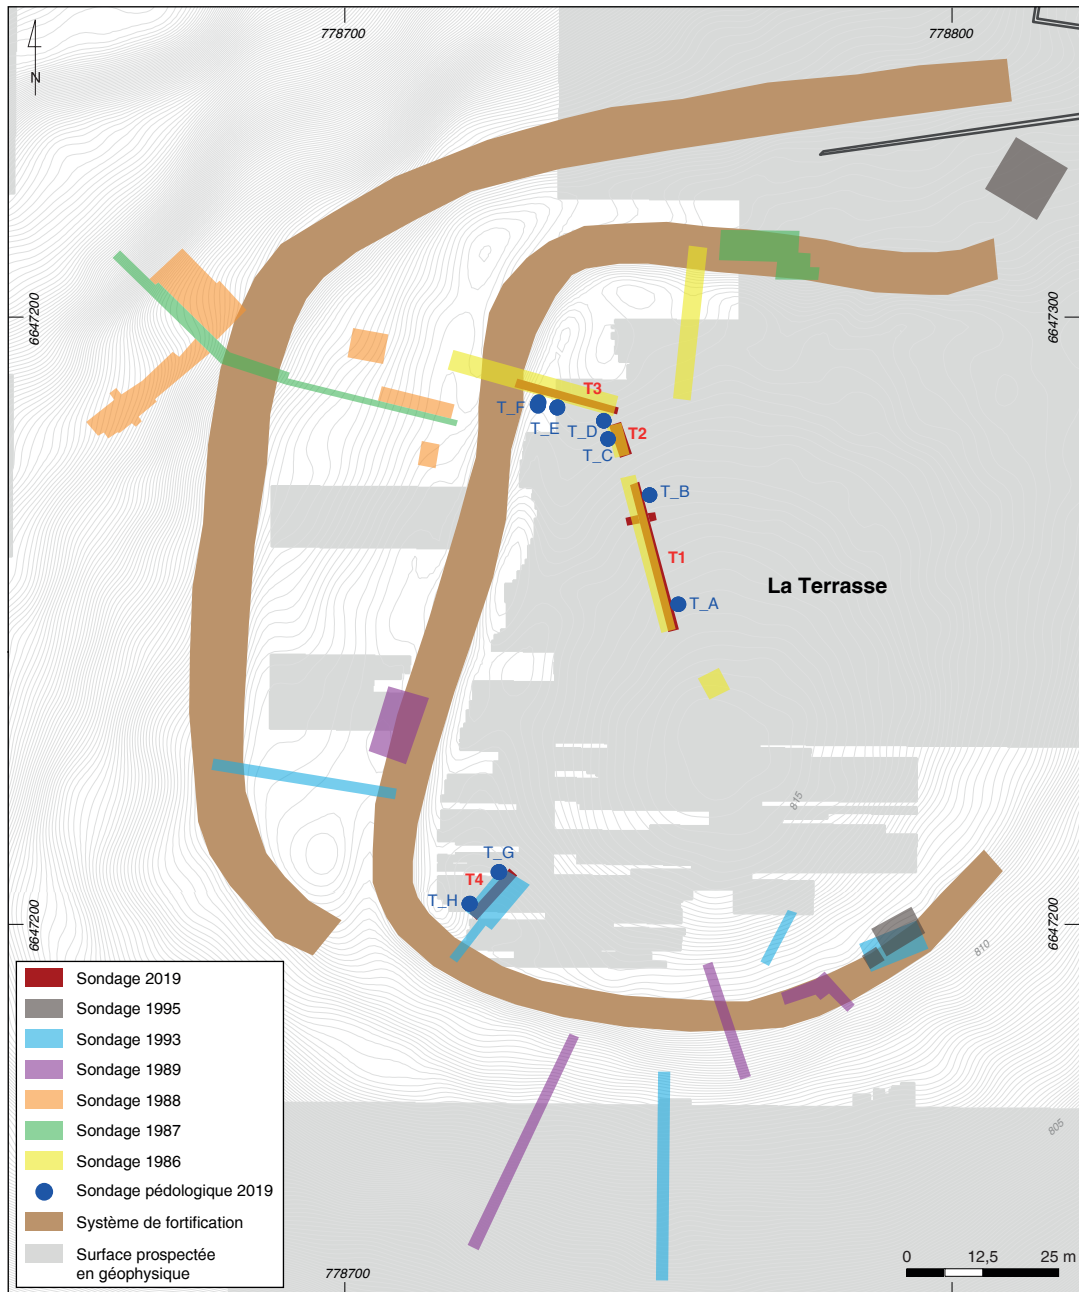 778700
778800
N
6647200
6647300
T3
T_F
T_E
T_D
T2
T_C
T_B
T1
La Terrasse
T_A
815
T_G
T4
T_H
6647200
6647200
810
Sondage 2019
Sondage 1995
Sondage 1993
Sondage 1989
Sondage 1988
Sondage 1987
Sondage 1986
Sondage pédologique 2019
Système de fortification
Surface prospectée
en géophysique
805
0 12,5 25 m
778700